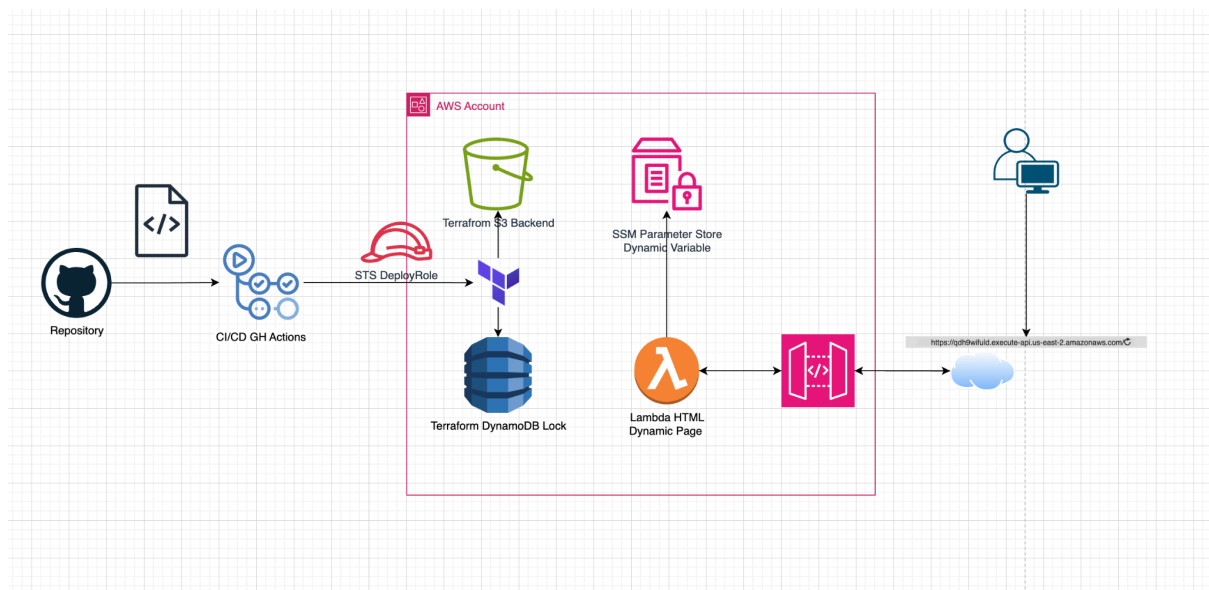 AWS Account
Terrafrom S3 Backend
SSM Parameter Store
Dynamic Variable
STS DeployRole
Repository
CI/CD GH Actions
https://qdh9wifuld.execute-api.us-east-2.amazonaws.com/
Lambda HTML
Dynamic Page
Terraform DynamoDB Lock